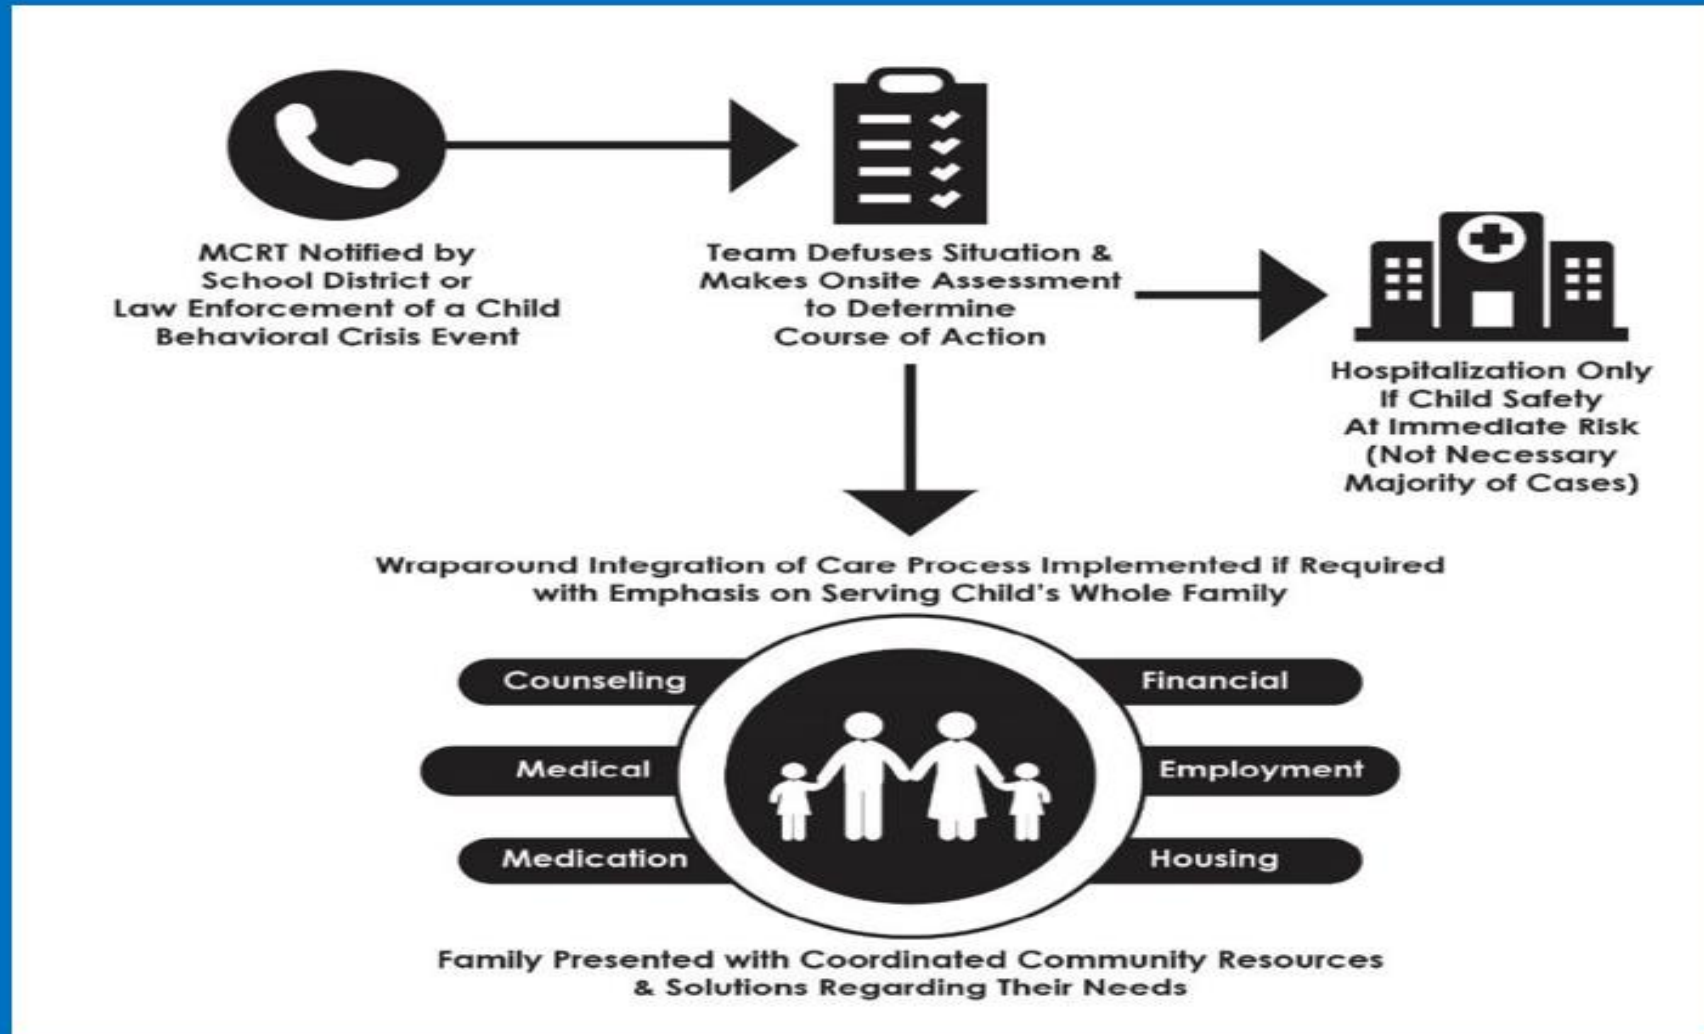 MCRT Notified by
School District or
Law Enforcement of a Child
Behavioral Crisis Event
Team Defuses Situation &
Makes Onsite Assessment
to Determine
Course of Action
Hospitalization Only
If Child Safety
At Immediate Risk
(Not Necessary
Majority of Cases)
Wraparound Integration of Care Process Implemented if Required
with Emphasis on Serving Child's Whole Family
Counseling
Medical
Medication
Financial
Employment
Housing
Family Presented with Coordinated Community Resources
& Solutions Regarding Their Needs